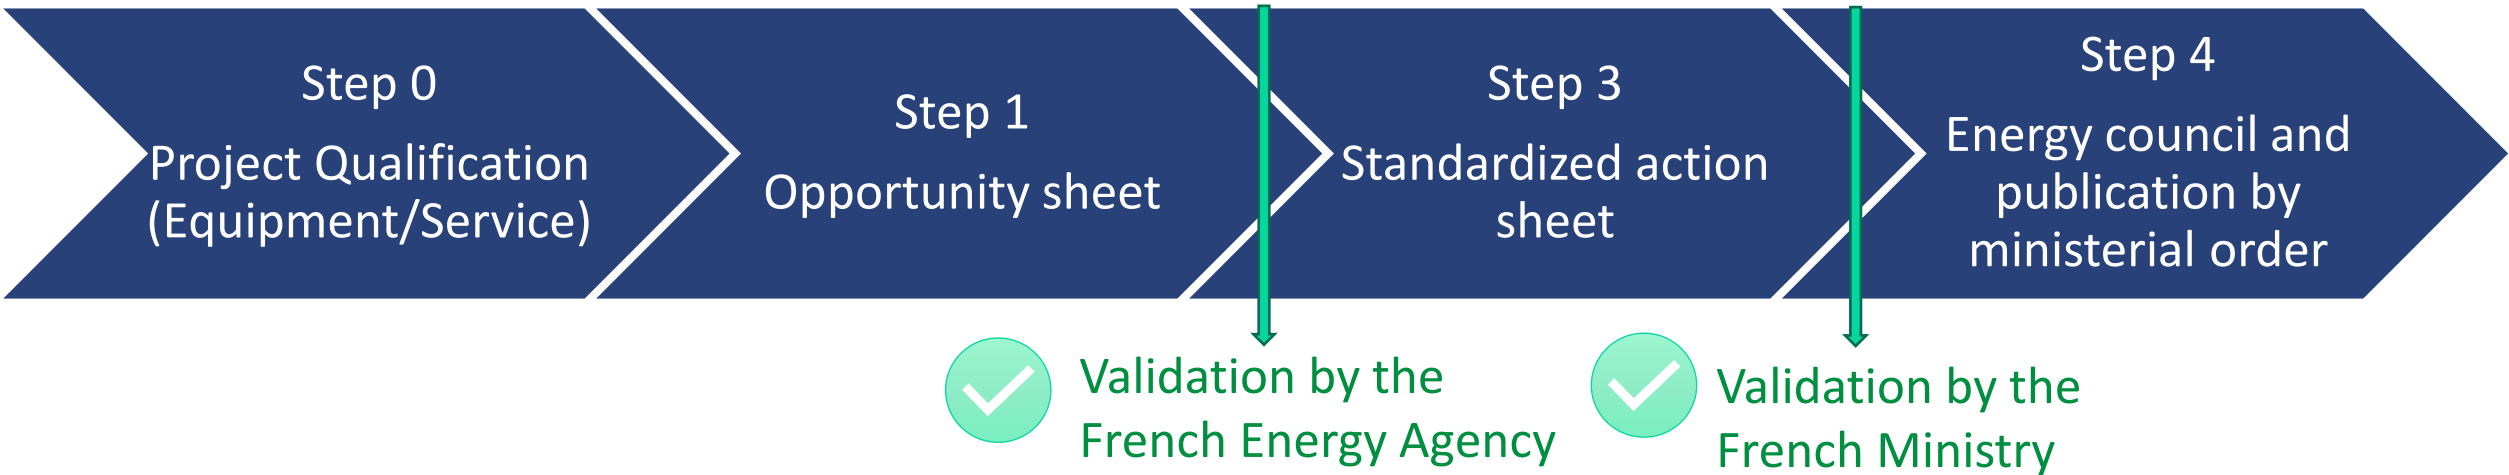 Step 0
Project Qualification
(Equipment/Service)
Step 1
Opportunity sheet
Step 3
Standardized action
sheet
Step 4
Energy council and
publication by
ministerial order
Validation by the
French Energy Agency
Validation by the
French Ministry